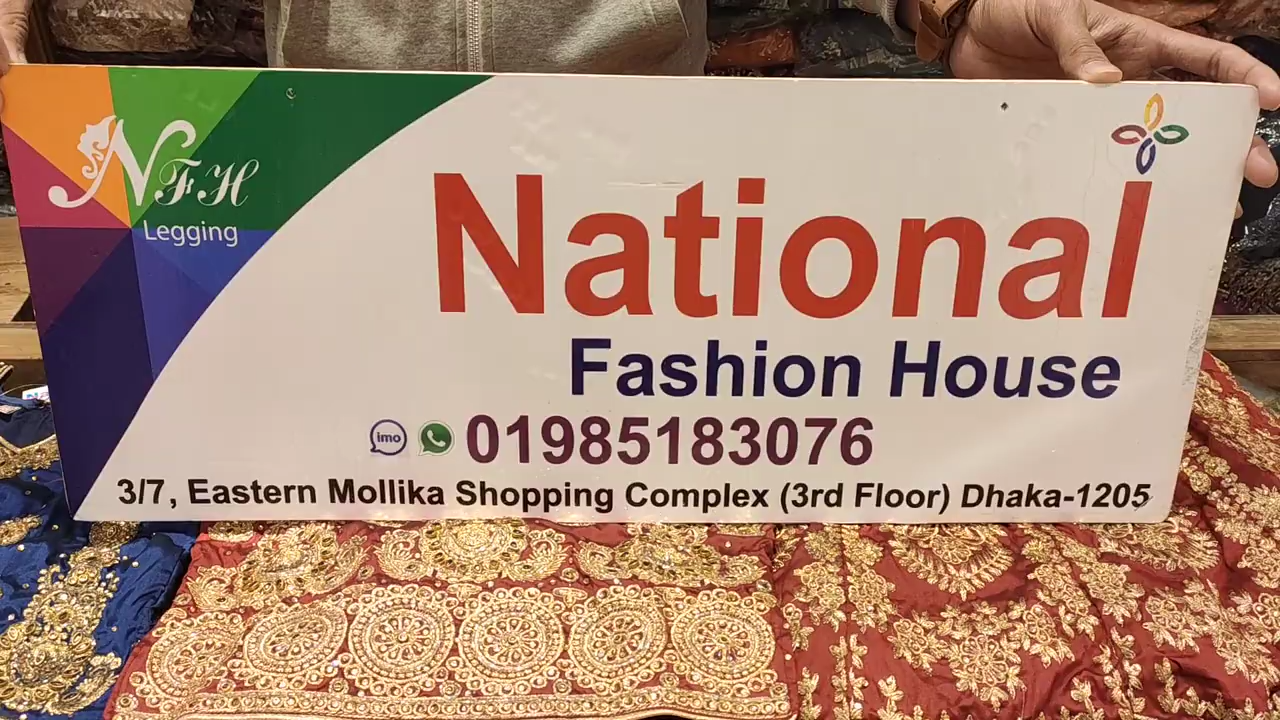 NFH
Legging
National
Fashion House
imo 01985183076
3/7, Eastern Mollika Shopping Complex (3rd Floor) Dhaka-1205